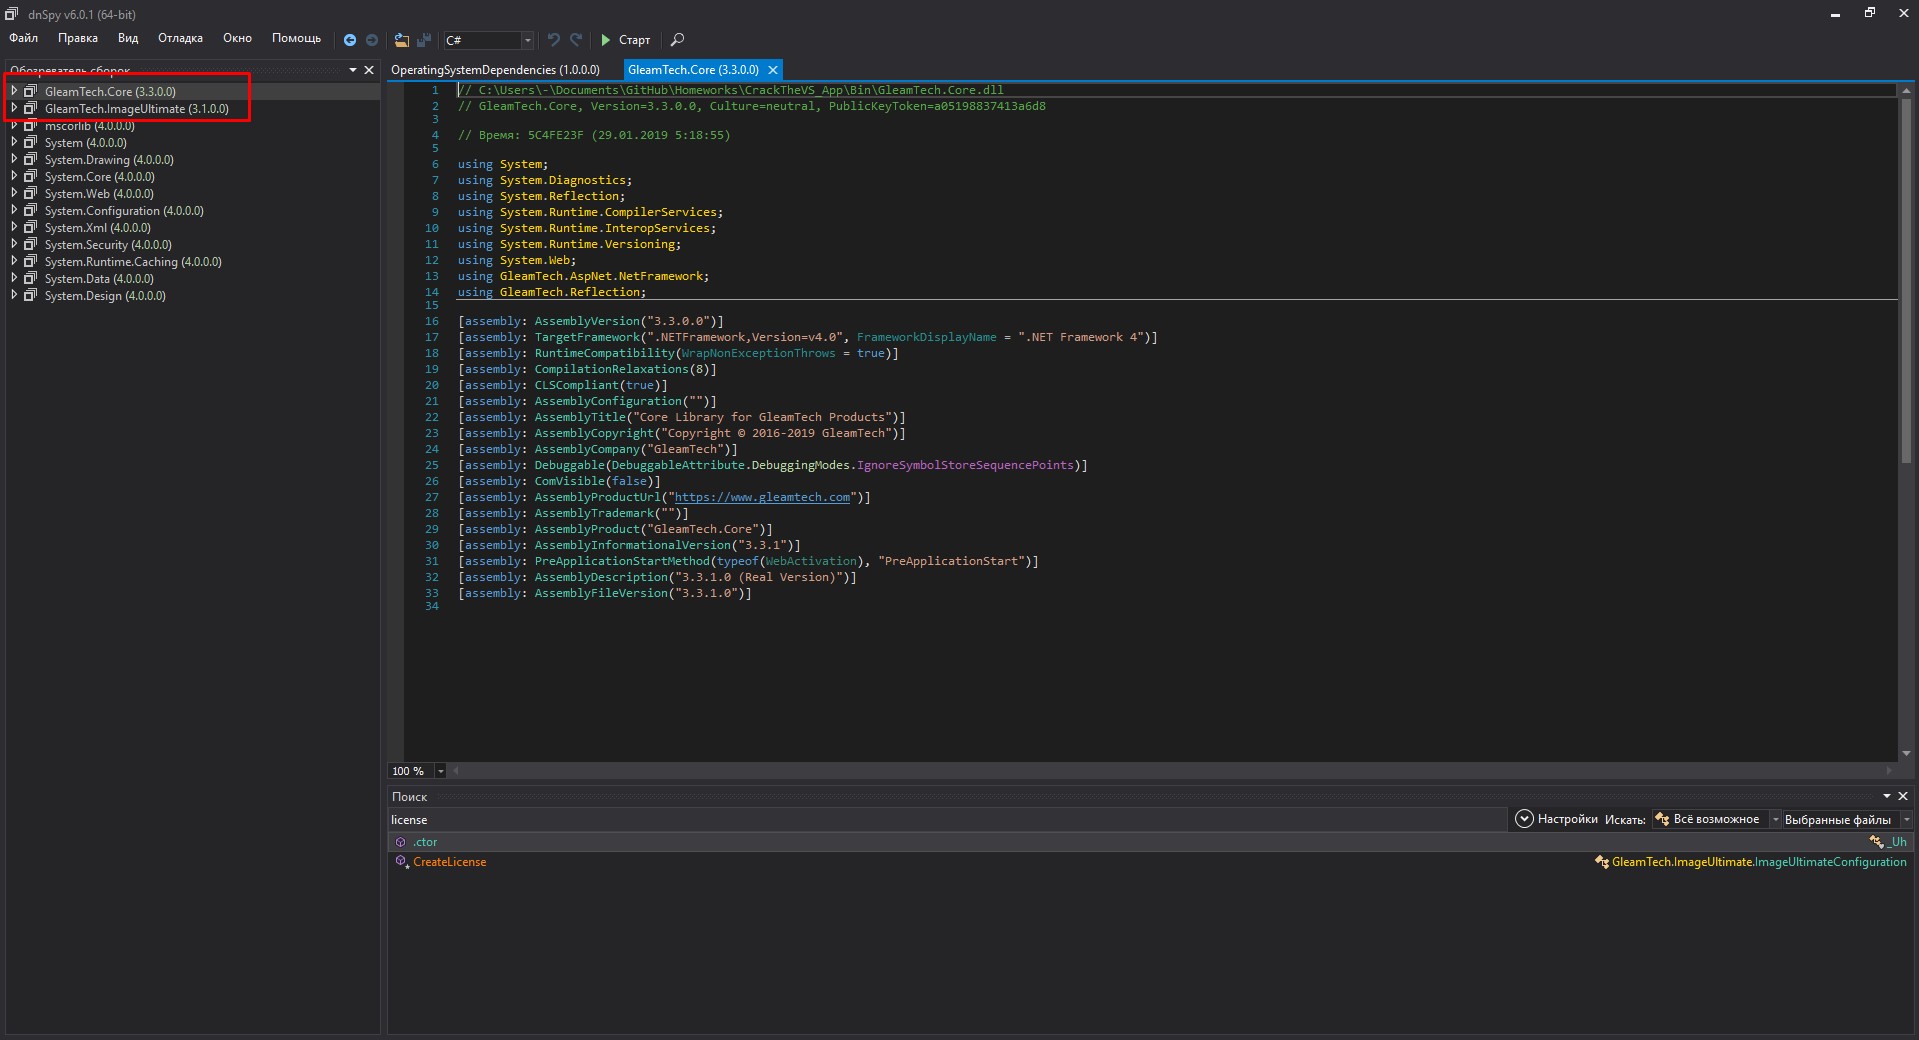 dnSpy v6.0.1 (64-bit)
Файл Правка Вид Отладка Окно Помощь C# Старт
Обозреватель сборок
GleamTech.Core (3.3.0.0)
GleamTech.ImageUltimate (3.1.0.0)
mscorlib (4.0.0.0)
System (4.0.0.0)
System.Drawing (4.0.0.0)
System.Core (4.0.0.0)
System.Web (4.0.0.0)
System.Configuration (4.0.0.0)
System.Xml (4.0.0.0)
System.Security (4.0.0.0)
System.Runtime.Caching (4.0.0.0)
System.Data (4.0.0.0)
System.Design (4.0.0.0)
OperatingSystemDependencies (1.0.0.0) GleamTech.Core (3.3.0.0)
1 // C:\Users\-\Documents\GitHub\Homeworks\CrackTheVS_App\Bin\GleamTech.Core.dll
2 // GleamTech.Core, Version=3.3.0.0, Culture=neutral, PublicKeyToken=a05198837413a6d8
3
4 // Время: 5C4FE23F (29.01.2019 5:18:55)
5
6 using System;
7 using System.Diagnostics;
8 using System.Reflection;
9 using System.Runtime.CompilerServices;
10 using System.Runtime.InteropServices;
11 using System.Runtime.Versioning;
12 using System.Web;
13 using GleamTech.AspNet.NetFramework;
14 using GleamTech.Reflection;
15
16 [assembly: AssemblyVersion("3.3.0.0")]
17 [assembly: TargetFramework(".NETFramework,Version=v4.0", FrameworkDisplayName = ".NET Framework 4")]
18 [assembly: RuntimeCompatibility(WrapNonExceptionThrows = true)]
19 [assembly: CompilationRelaxations(8)]
20 [assembly: CLSCompliant(true)]
21 [assembly: AssemblyConfiguration("")]
22 [assembly: AssemblyTitle("Core Library for GleamTech Products")]
23 [assembly: AssemblyCopyright("Copyright © 2016-2019 GleamTech")]
24 [assembly: AssemblyCompany("GleamTech")]
25 [assembly: Debuggable(DebuggableAttribute.DebuggingModes.IgnoreSymbolStoreSequencePoints)]
26 [assembly: ComVisible(false)]
27 [assembly: AssemblyProductUrl("https://www.gleamtech.com")]
28 [assembly: AssemblyTrademark("")]
29 [assembly: AssemblyProduct("GleamTech.Core")]
30 [assembly: AssemblyInformationalVersion("3.3.1")]
31 [assembly: PreApplicationStartMethod(typeof(WebActivation), "PreApplicationStart")]
32 [assembly: AssemblyDescription("3.3.1.0 (Real Version)")]
33 [assembly: AssemblyFileVersion("3.3.1.0")]
34
100 %
Поиск
license Настройки Искать: Всё возможное Выбранные файлы
.ctor _Uh
CreateLicense GleamTech.ImageUltimate.ImageUltimateConfiguration